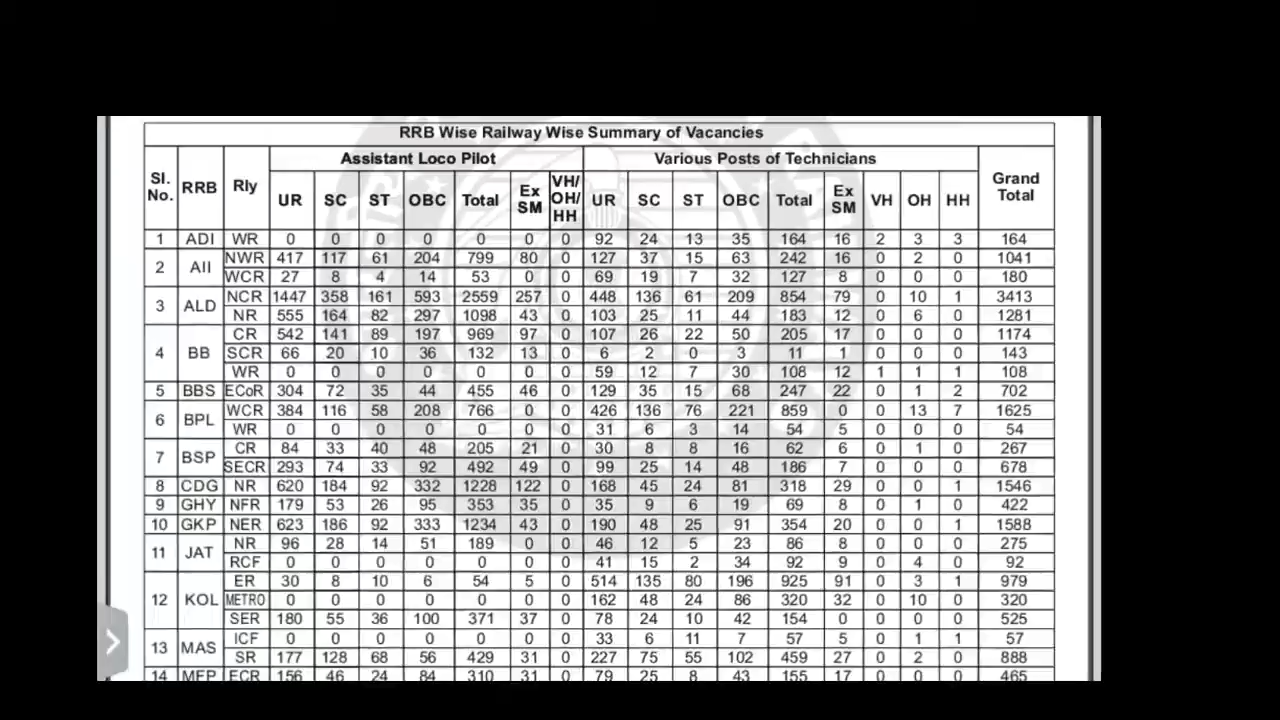 RRB Wise Railway Wise Summary of Vacancies
Sl. No. RRB Rly Assistant Loco Pilot Various Posts of Technicians Grand Total
UR SC ST OBC Total Ex SM VH/ OH/ HH UR SC ST OBC Total Ex SM VH OH HH
1 ADI WR 0 0 0 0 0 0 0 92 24 13 35 164 16 2 3 3 164
2 AII NWR 417 117 61 204 799 80 0 127 37 15 63 242 16 0 2 0 1041
WCR 27 8 4 14 53 0 0 69 19 7 32 127 8 0 0 0 180
3 ALD NCR 1447 358 161 593 2559 257 0 448 136 61 209 854 79 0 10 1 3413
NR 555 164 82 297 1098 43 0 103 25 11 44 183 12 0 6 0 1281
4 BB CR 542 141 89 197 969 97 0 107 26 22 50 205 17 0 0 0 1174
SCR 66 20 10 36 132 13 0 6 2 0 3 11 1 0 0 0 143
WR 0 0 0 0 0 0 0 59 12 7 30 108 12 1 1 1 108
5 BBS ECoR 304 72 35 44 455 46 0 129 35 15 68 247 22 0 1 2 702
6 BPL WCR 384 116 58 208 766 0 0 426 136 76 221 859 0 0 13 7 1625
WR 0 0 0 0 0 0 0 31 6 3 14 54 5 0 0 0 54
7 BSP CR 84 33 40 48 205 21 0 30 8 8 16 62 6 0 1 0 267
SECR 293 74 33 92 492 49 0 99 25 14 48 186 7 0 0 0 678
8 CDG NR 620 184 92 332 1228 122 0 168 45 24 81 318 29 0 0 1 1546
9 GHY NFR 179 53 26 95 353 35 0 35 9 6 19 69 8 0 1 0 422
10 GKP NER 623 186 92 333 1234 43 0 190 48 25 91 354 20 0 0 1 1588
11 JAT NR 96 28 14 51 189 0 0 46 12 5 23 86 8 0 0 0 275
RCF 0 0 0 0 0 0 0 41 15 2 34 92 9 0 4 0 92
12 KOL ER 30 8 10 6 54 5 0 514 135 80 196 925 91 0 3 1 979
METRO 0 0 0 0 0 0 0 162 48 24 86 320 32 0 10 0 320
SER 180 55 36 100 371 37 0 78 24 10 42 154 0 0 0 0 525
13 MAS ICF 0 0 0 0 0 0 0 33 6 11 7 57 5 0 1 1 57
SR 177 128 68 56 429 31 0 227 75 55 102 459 27 0 2 0 888
14 MFP ECR 156 46 24 84 310 31 0 79 25 8 43 155 17 0 0 0 465